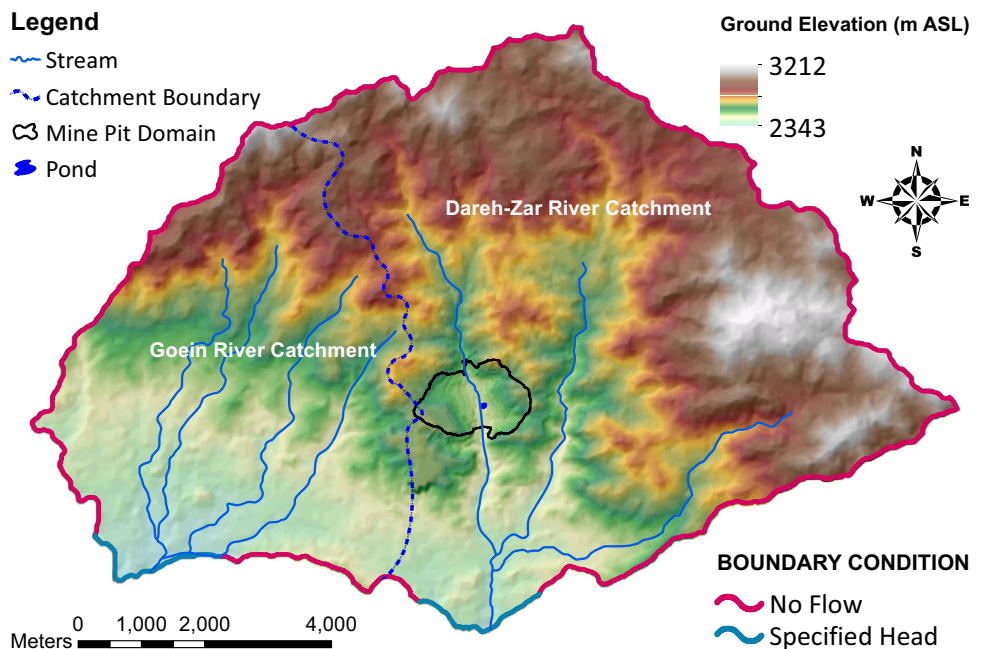 Legend
Stream
Catchment Boundary
Mine Pit Domain
Pond
Ground Elevation (m ASL)
3212
2343
N
W E
S
Dareh-Zar River Catchment
Goein River Catchment
BOUNDARY CONDITION
No Flow
Specified Head
0 1,000 2,000 4,000
Meters